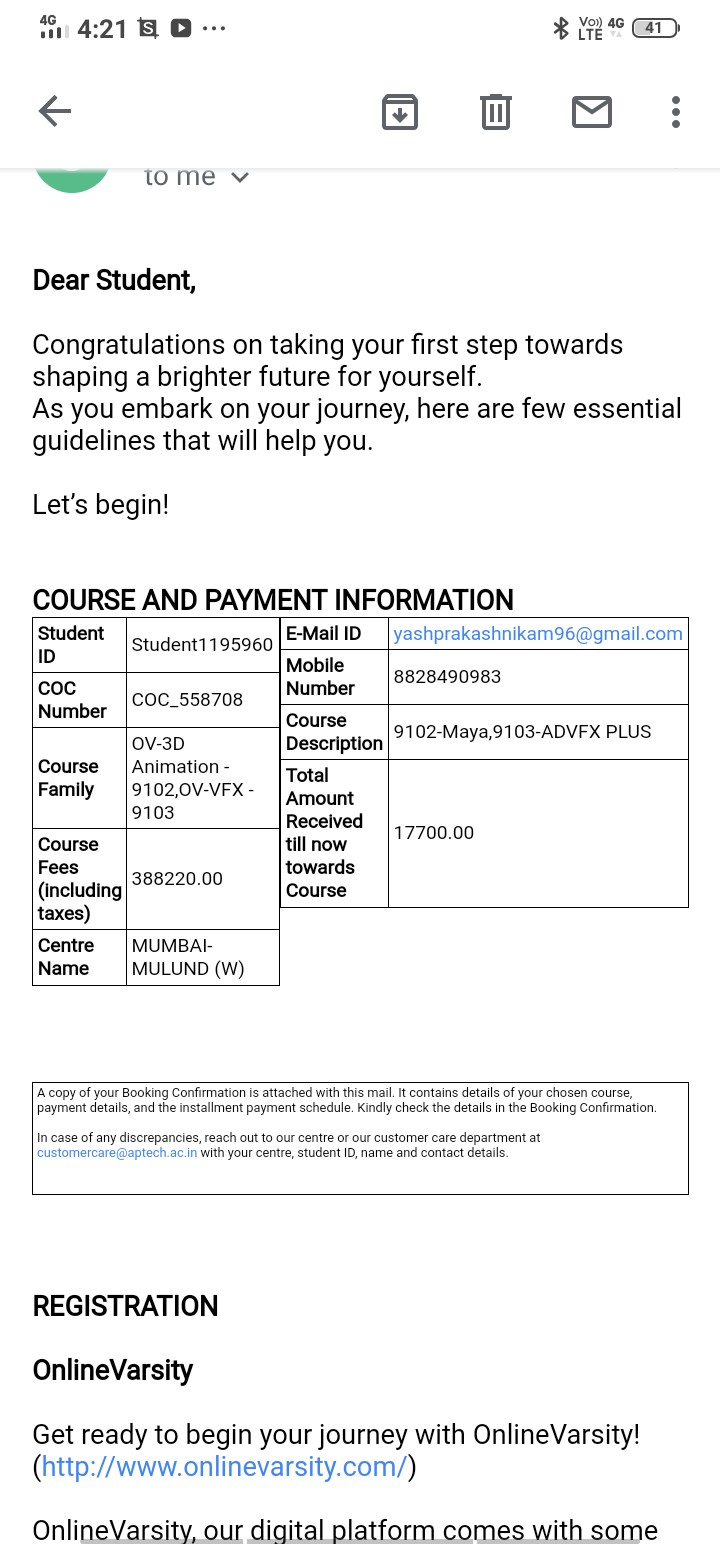 4G 4:21 S ... Vo)) LTE 4G 41
to me
Dear Student,
Congratulations on taking your first step towards
shaping a brighter future for yourself.
As you embark on your journey, here are few essential
guidelines that will help you.
Let’s begin!
COURSE AND PAYMENT INFORMATION
Student
ID
Student1195960
COC
Number
COC_558708
Course
Family
OV-3D
Animation -
9102,OV-VFX -
9103
Course
Fees
(including
taxes)
388220.00
Centre
Name
MUMBAI-
MULUND (W)
E-Mail ID
yashprakashnikam96@gmail.com
Mobile
Number
8828490983
Course
Description
9102-Maya,9103-ADVFX PLUS
Total
Amount
Received
till now
towards
Course
17700.00
A copy of your Booking Confirmation is attached with this mail. It contains details of your chosen course,
payment details, and the installment payment schedule. Kindly check the details in the Booking Confirmation.
In case of any discrepancies, reach out to our centre or our customer care department at
customercare@aptech.ac.in with your centre, student ID, name and contact details.
REGISTRATION
OnlineVarsity
Get ready to begin your journey with OnlineVarsity!
(http://www.onlinevarsity.com/)
OnlineVarsity, our digital platform comes with some